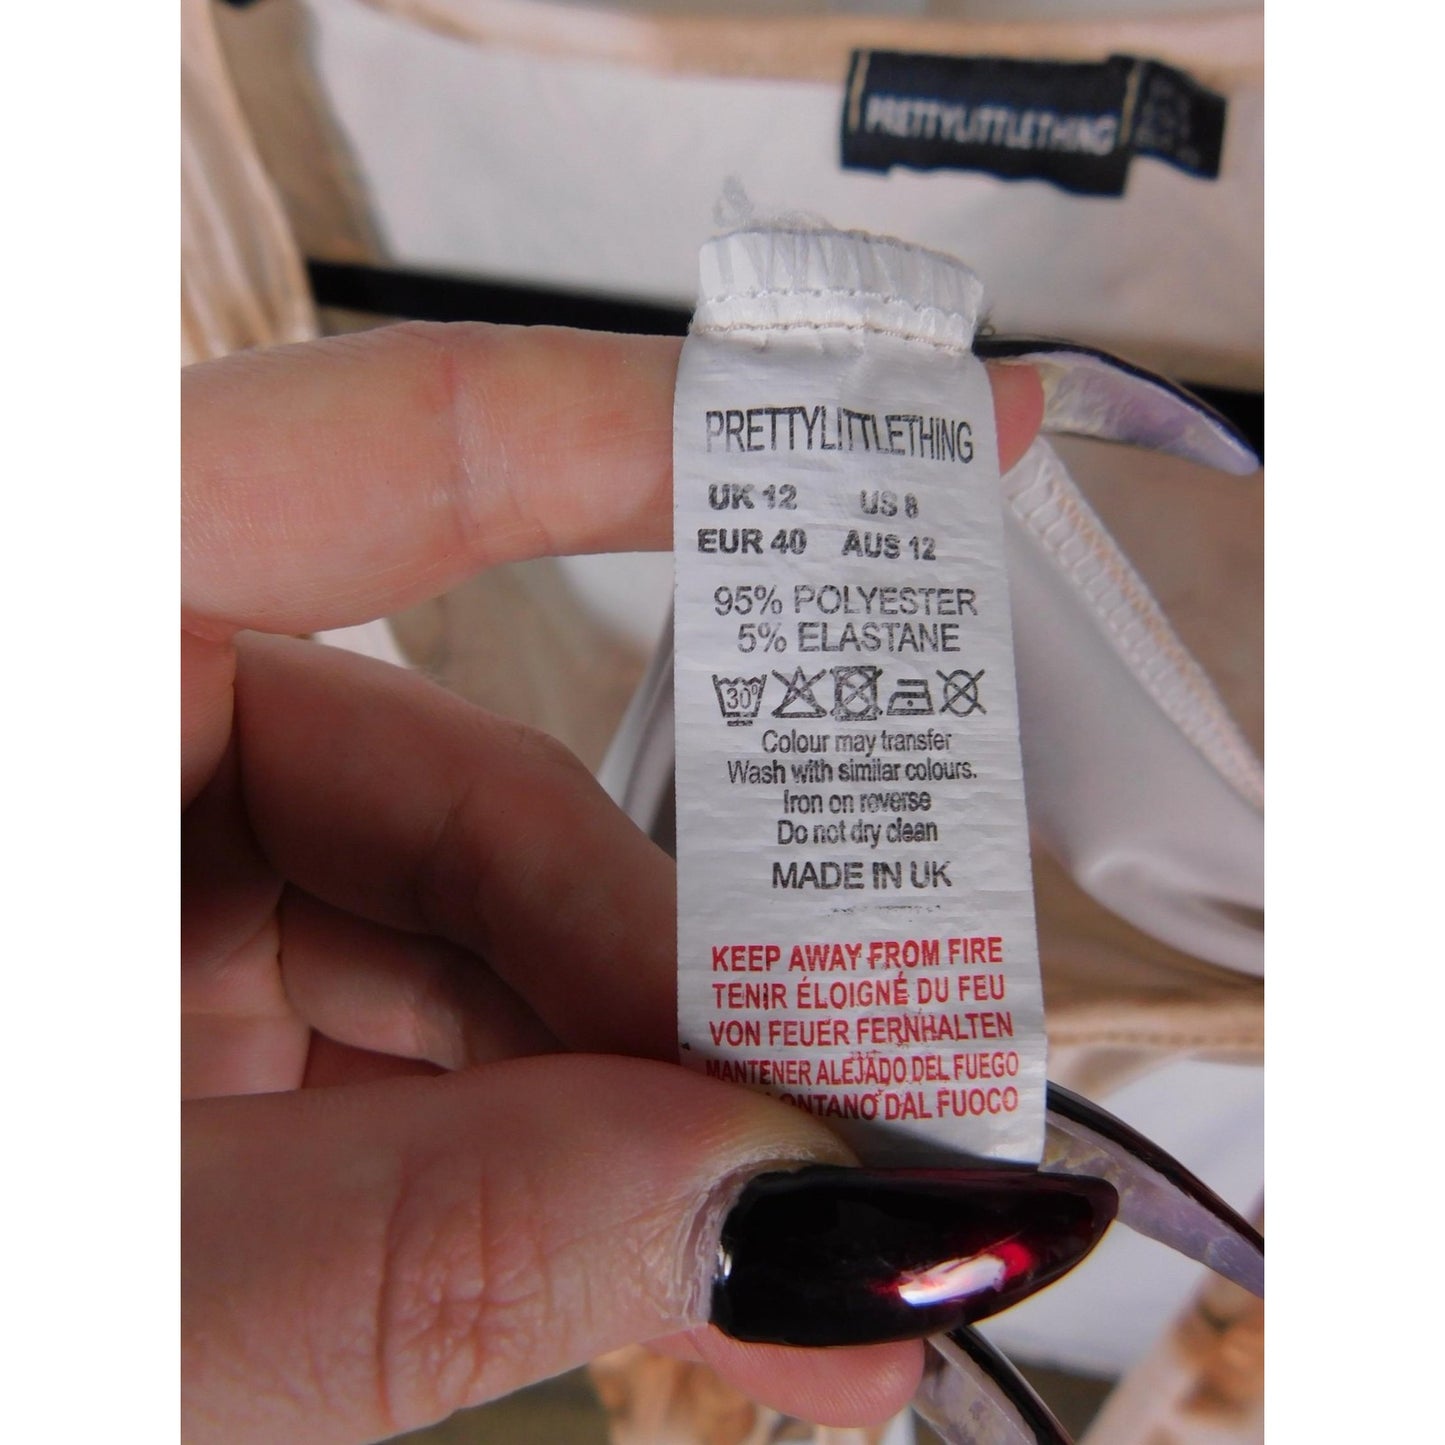 PRETTYLITTLETHING
PRETTYLITTLETHING
UK 12 US 8
EUR 40 AUS 12
95% POLYESTER
5% ELASTANE
30°
Colour may transfer
Wash with similar colours.
Iron on reverse
Do not dry clean
MADE IN UK
KEEP AWAY FROM FIRE
TENIR ÉLOIGNÉ DU FEU
VON FEUER FERNHALTEN
MANTENER ALEJADO DEL FUEGO
DAL FUOCO